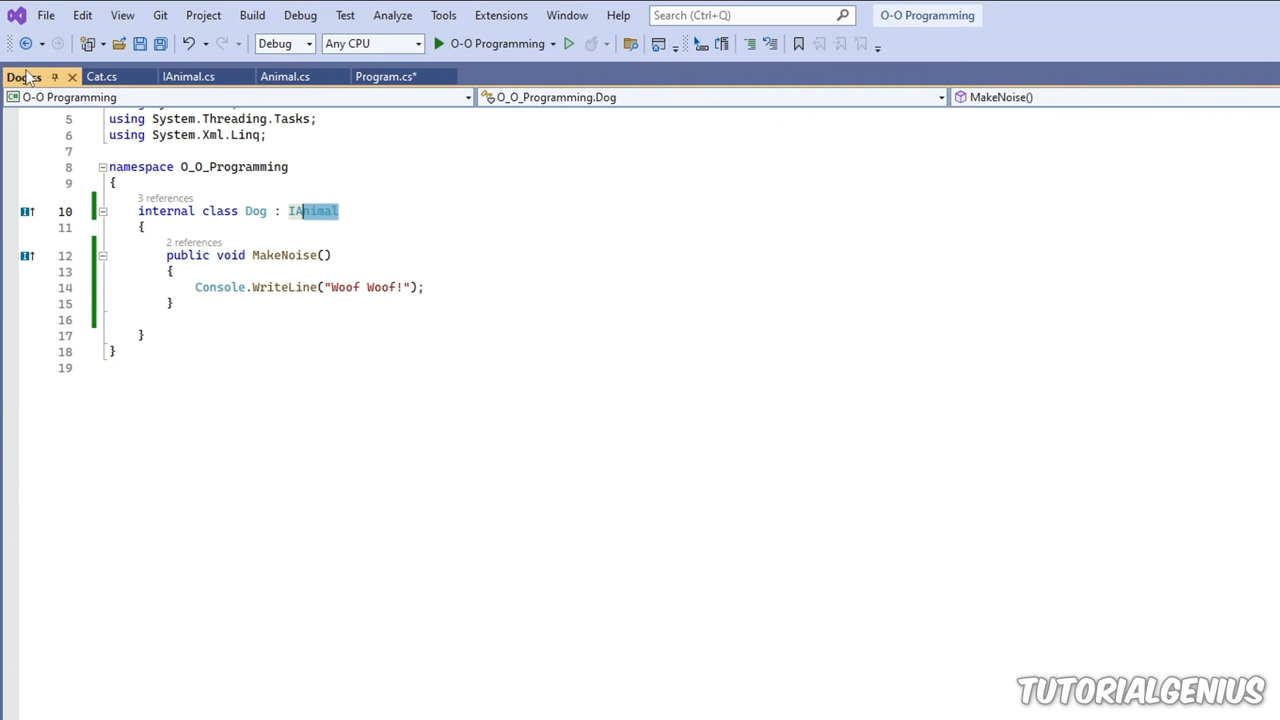 File Edit View Git Project Build Debug Test Analyze Tools Extensions Window Help Search (Ctrl+Q) O-O Programming
Debug Any CPU O-O Programming
Dog.cs Cat.cs IAnimal.cs Animal.cs Program.cs*
O-O Programming O_O_Programming.Dog MakeNoise()
5 using System.Threading.Tasks;
6 using System.Xml.Linq;
7
8 namespace O_O_Programming
9 {
3 references
10 internal class Dog : IAnimal
11 {
2 references
12 public void MakeNoise()
13 {
14 Console.WriteLine("Woof Woof!");
15 }
16
17 }
18 }
19
TUTORIALGENIUS